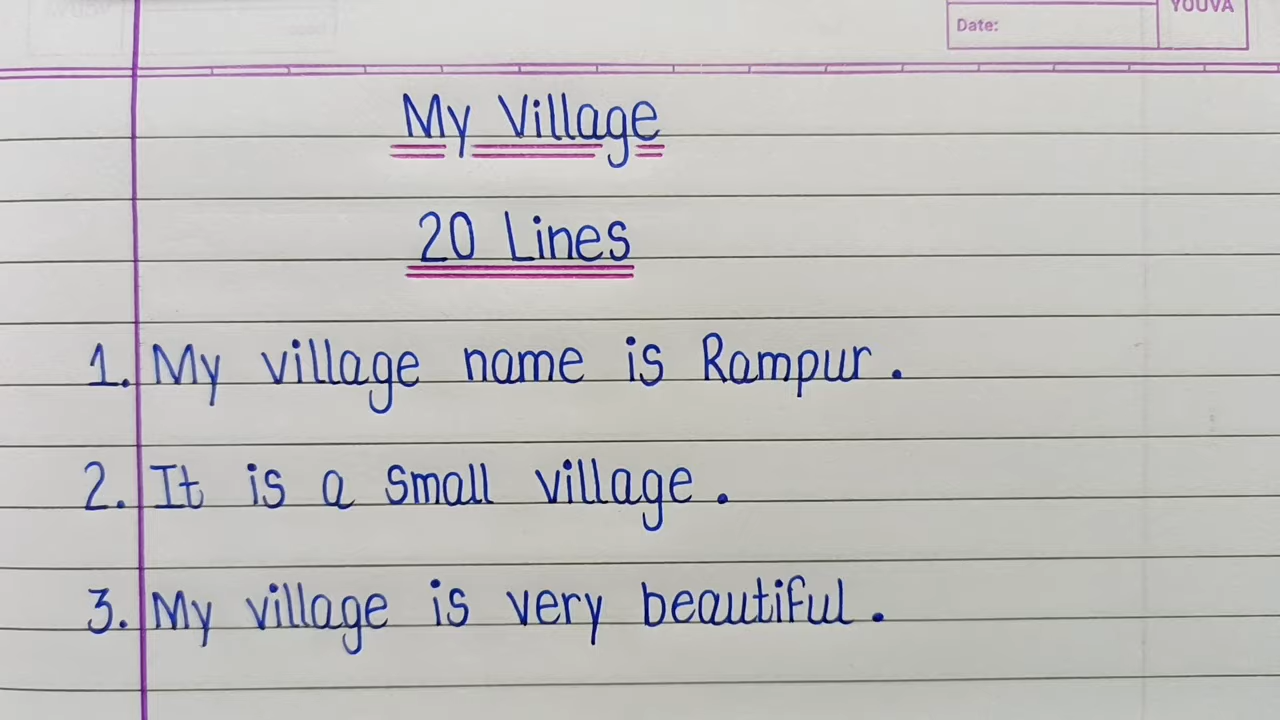 YOUVA
Date:
My Village
20 Lines
1. My village name is Rampur.
2. It is a small village.
3. My village is very beautiful.